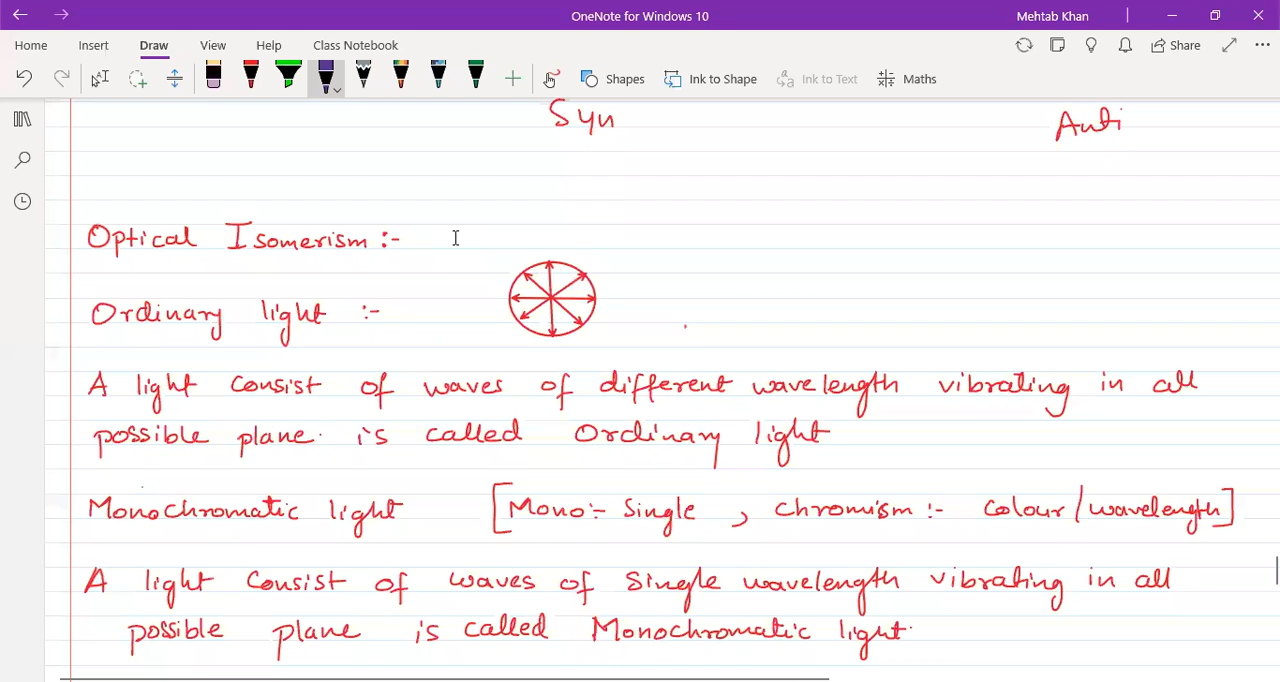 OneNote for Windows 10
Mehtab Khan
Home Insert Draw View Help Class Notebook
Share
Shapes Ink to Shape Ink to Text Maths
Syn Anti
Optical Isomerism :-
Ordinary light :-
A light consist of waves of different wavelength vibrating in all
possible plane. is called Ordinary light
Monochromatic light [Mono:- Single , chromism :- Colour/wavelength]
A light consist of waves of single wavelength vibrating in all
possible plane is called Monochromatic light.